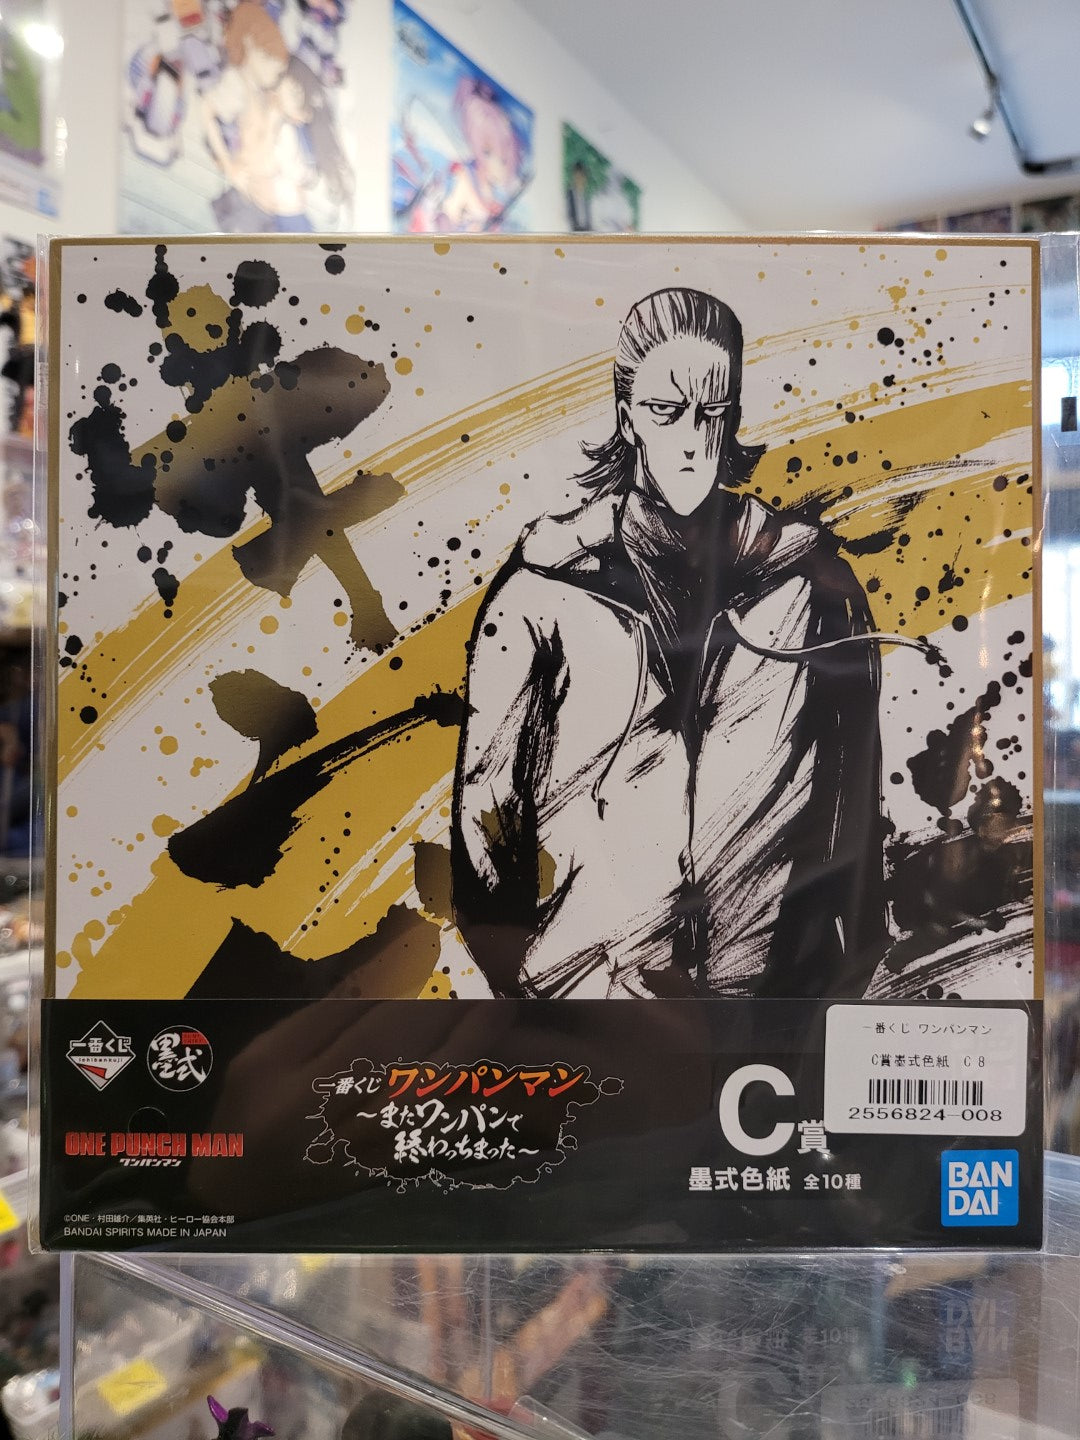 一番くじ
ichibankuji
墨式
ONE PUNCH MAN
ワンパンマン
©ONE・村田雄介／集英社・ヒーロー協会本部
BANDAI SPIRITS MADE IN JAPAN
一番くじ ワンパンマン
～またワンパンで
終わっちまった～
C賞
墨式色紙 全10種
一番くじ ワンパンマン
C賞墨式色紙 C 8
2556824-008
BAN
DAI